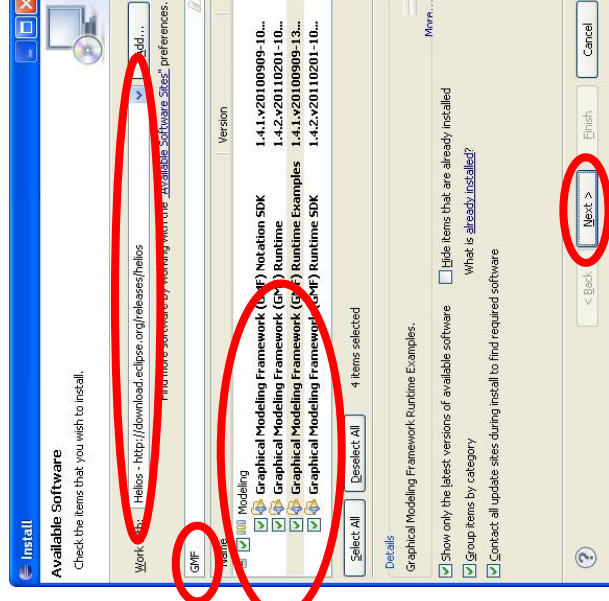 Install
Available Software
Check the items that you wish to install.
Work with: Helios - http://download.eclipse.org/releases/helios Add...
Find more software by working with the "Available Software Sites" preferences.
GMF
Name Version
Modeling
Graphical Modeling Framework (GMF) Notation SDK 1.4.1.v20100909-10...
Graphical Modeling Framework (GMF) Runtime 1.4.2.v20110201-10...
Graphical Modeling Framework (GMF) Runtime Examples 1.4.1.v20100909-13...
Graphical Modeling Framework (GMF) Runtime SDK 1.4.2.v20110201-10...
Select All Deselect All 4 items selected
Details
Graphical Modeling Framework Runtime Examples.
More...
Show only the latest versions of available software Hide items that are already installed
Group items by category What is already installed?
Contact all update sites during install to find required software
? < Back Next > Finish Cancel